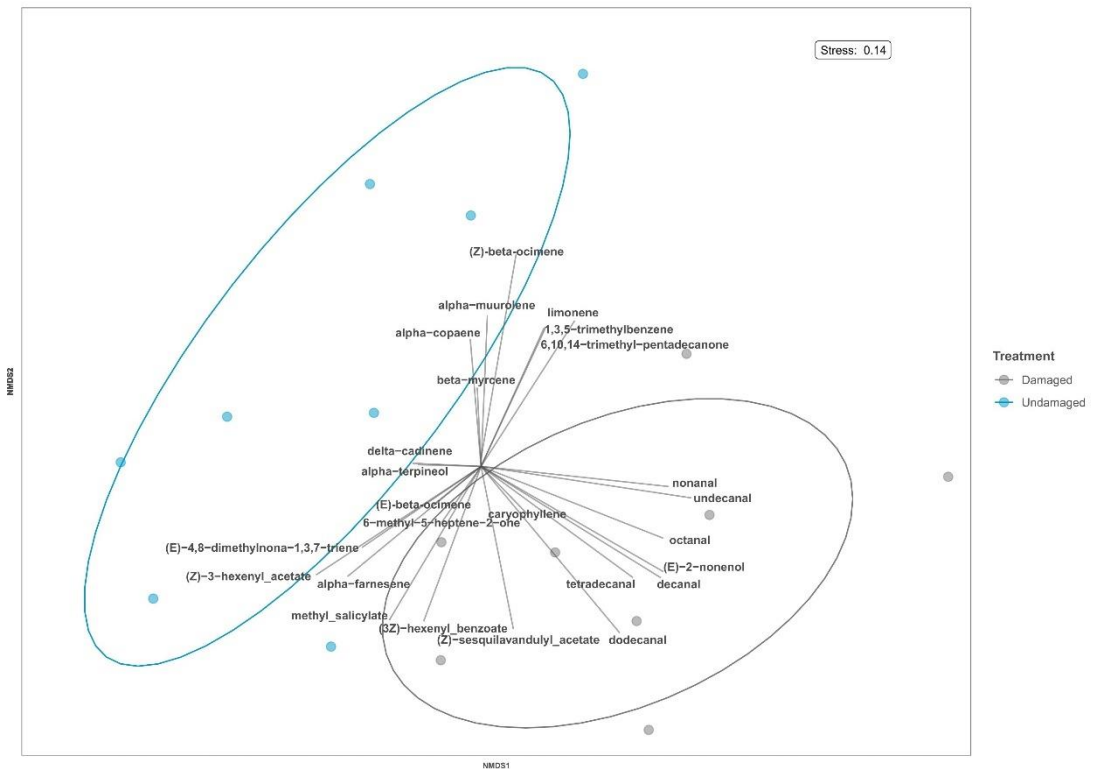 Stress: 0.14
(Z)-beta-ocimene
alpha−muurolene
limonene
alpha−copaene
1,3,5−trimethylbenzene
6,10,14−trimethyl−pentadecanone
Treatment
Damaged
Undamaged
NMDS2
beta−myrcene
delta−cadinene
alpha−terpineol
nonanal
undecanal
(E)-beta-ocimene
caryophyllene
6−methyl−5−heptene−2−one
octanal
(E)−4,8−dimethylnona−1,3,7−triene
(E)−2−nonenol
(Z)−3−hexenyl_acetate
alpha−farnesene
tetradecanal
decanal
methyl_salicylate
(3Z)−hexenyl_benzoate
(Z)−sesquilavandulyl_acetate
dodecanal
NMDS1